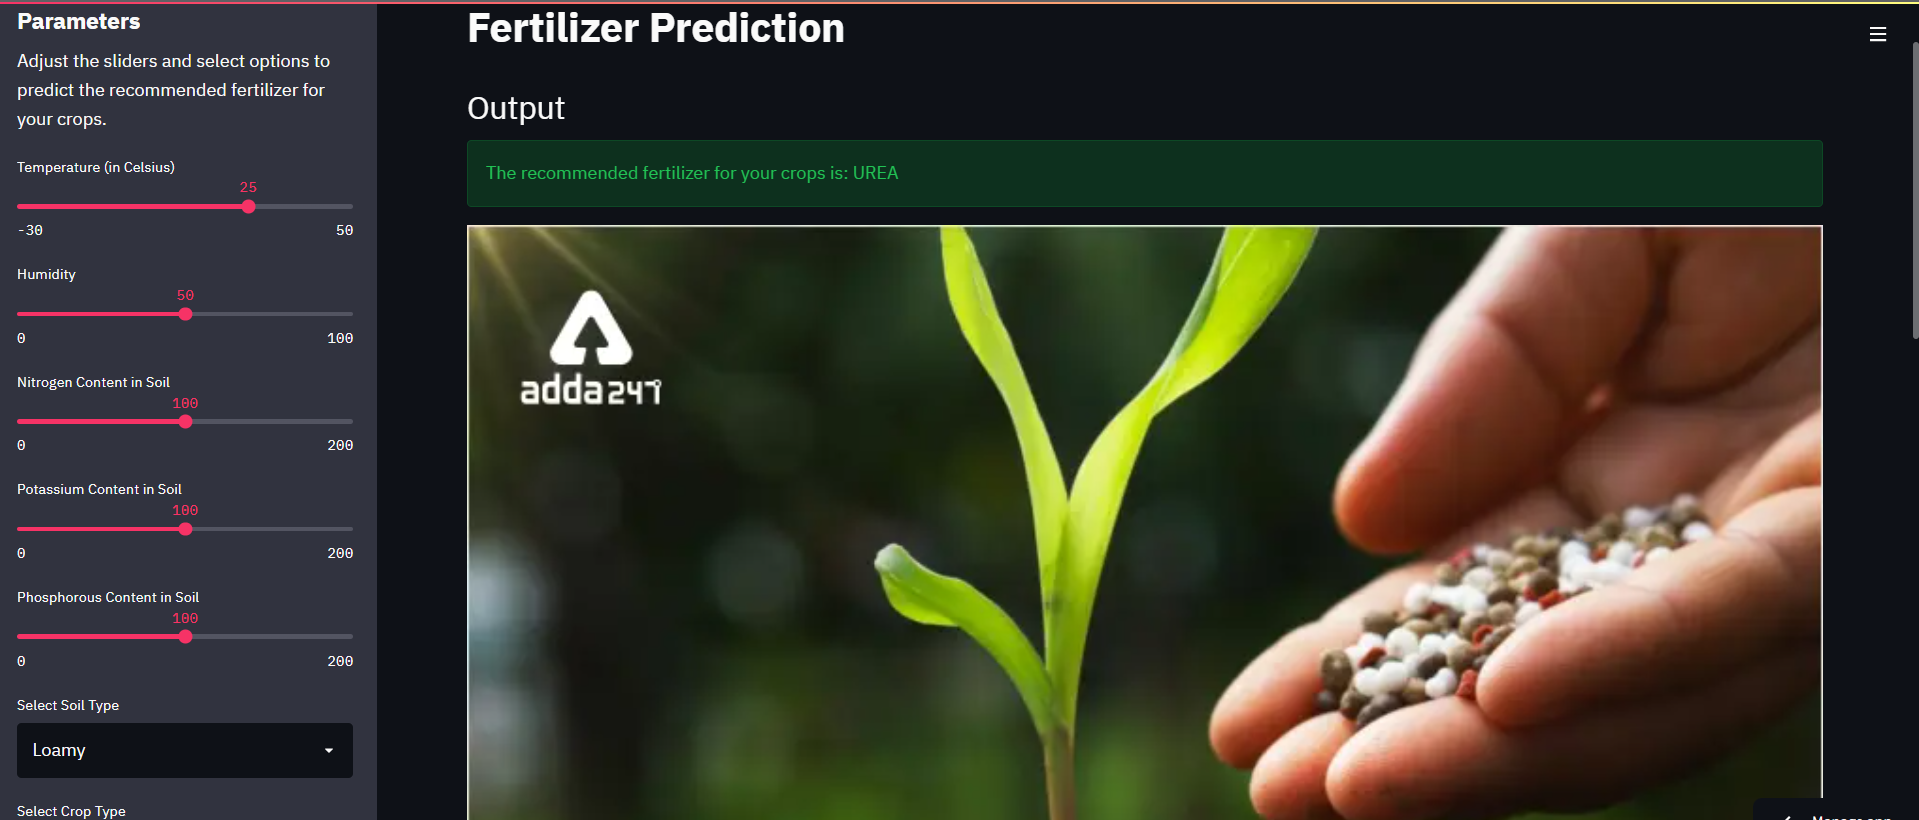 Parameters
Adjust the sliders and select options to
predict the recommended fertilizer for
your crops.
Temperature (in Celsius)
25
-30 50
Humidity
50
0 100
Nitrogen Content in Soil
100
0 200
Potassium Content in Soil
100
0 200
Phosphorous Content in Soil
100
0 200
Select Soil Type
Loamy
Select Crop Type
Fertilizer Prediction
Output
The recommended fertilizer for your crops is: UREA
adda247